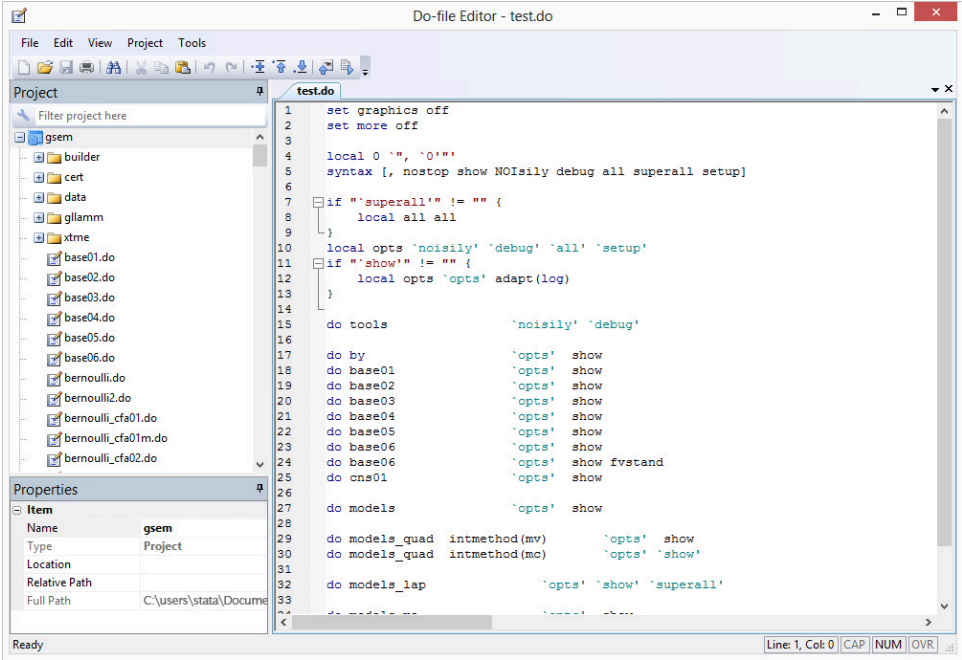 Do-file Editor - test.do
File Edit View Project Tools
Project
Filter project here
gsem
builder
cert
data
gllamm
xtme
base01.do
base02.do
base03.do
base04.do
base05.do
base06.do
bernoulli.do
bernoulli2.do
bernoulli_cfa01.do
bernoulli_cfa01m.do
bernoulli_cfa02.do
Properties
Item
Name gsem
Type Project
Location
Relative Path
Full Path C:\users\stata\Docume
test.do
1 set graphics off
2 set more off
3
4 local 0 `", `0'"'
5 syntax [, nostop show NOIsily debug all superall setup]
6
7 if "`superall'" != "" {
8 local all all
9 }
10 local opts `noisily' `debug' `all' `setup'
11 if "`show'" != "" {
12 local opts `opts' adapt(log)
13 }
14
15 do tools `noisily' `debug'
16
17 do by `opts' show
18 do base01 `opts' show
19 do base02 `opts' show
20 do base03 `opts' show
21 do base04 `opts' show
22 do base05 `opts' show
23 do base06 `opts' show
24 do base06 `opts' show fvstand
25 do cns01 `opts' show
26
27 do models `opts' show
28
29 do models_quad intmethod(mv) `opts' show
30 do models_quad intmethod(mc) `opts' `show'
31
32 do models_lap `opts' `show' `superall'
33
Ready
Line: 1, Col: 0 CAP NUM OVR